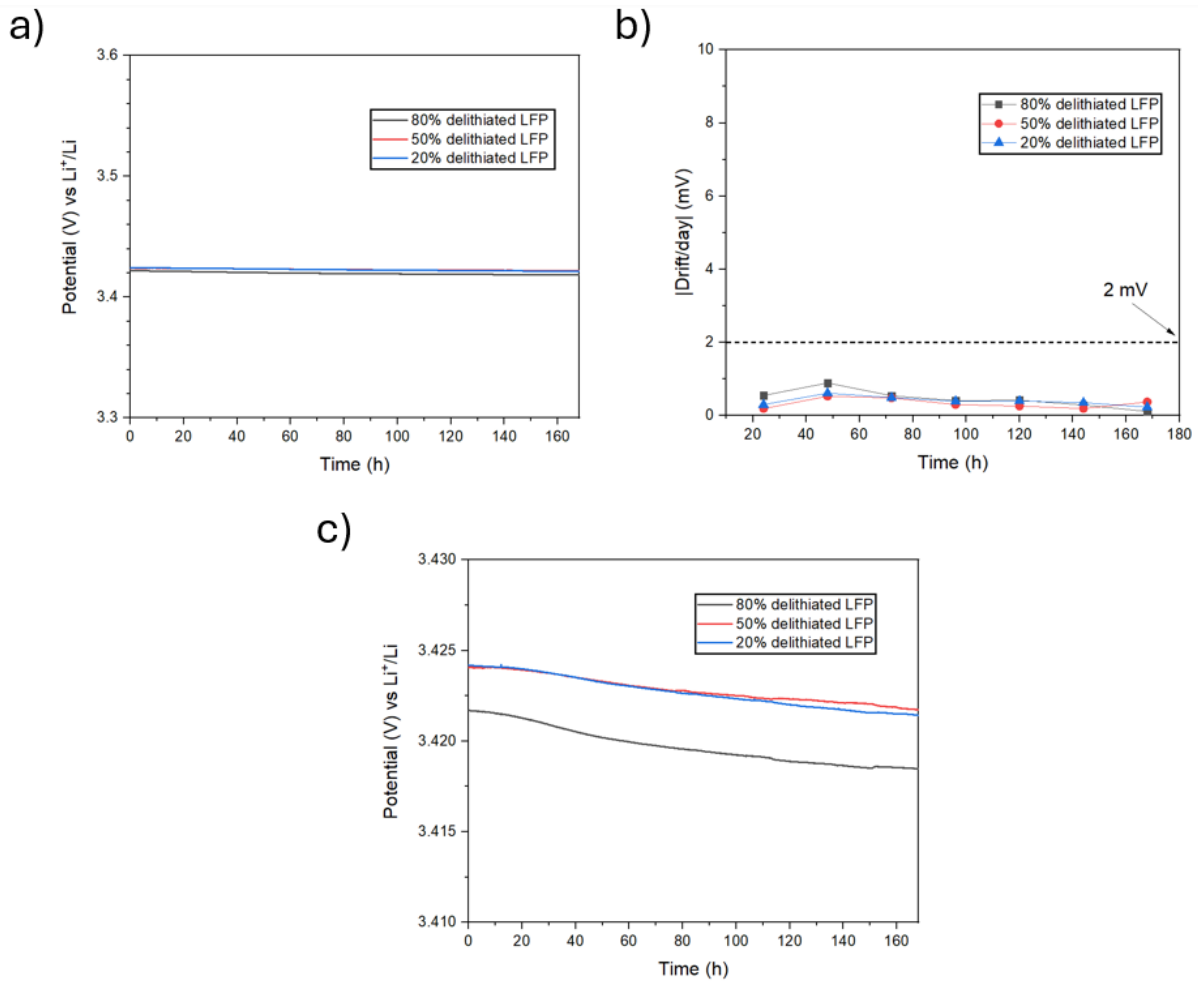 a)
3.6
3.5
3.4
3.3
Potential (V) vs Li⁺/Li
80% delithiated LFP
50% delithiated LFP
20% delithiated LFP
0 20 40 60 80 100 120 140 160
Time (h)
b)
10
8
6
4
2
0
|Drift/day| (mV)
80% delithiated LFP
50% delithiated LFP
20% delithiated LFP
2 mV
20 40 60 80 100 120 140 160 180
Time (h)
c)
3.430
3.425
3.420
3.415
3.410
Potential (V) vs Li⁺/Li
80% delithiated LFP
50% delithiated LFP
20% delithiated LFP
0 20 40 60 80 100 120 140 160
Time (h)